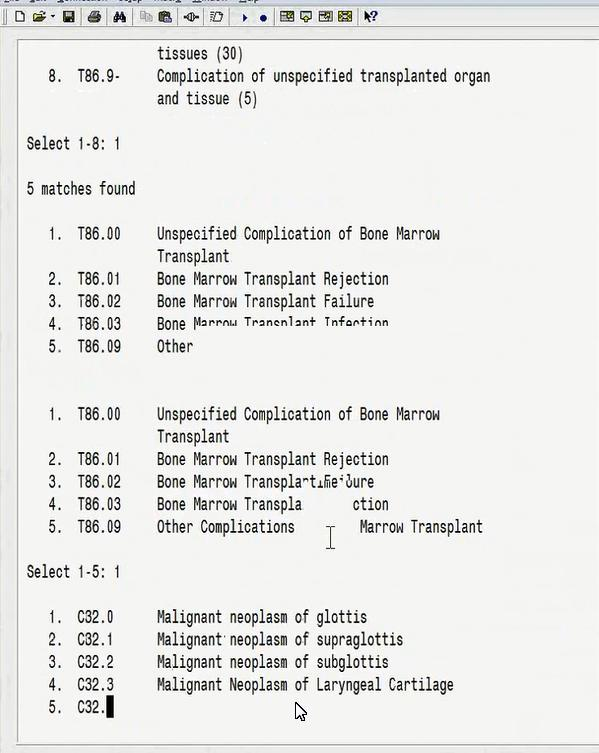 tissues (30)
8. T86.9- Complication of unspecified transplanted organ
and tissue (5)
Select 1-8: 1
5 matches found
1. T86.00 Unspecified Complication of Bone Marrow
Transplant
2. T86.01 Bone Marrow Transplant Rejection
3. T86.02 Bone Marrow Transplant Failure
4. T86.03 Bone Marrow Transplant Infection
5. T86.09 Other
1. T86.00 Unspecified Complication of Bone Marrow
Transplant
2. T86.01 Bone Marrow Transplant Rejection
3. T86.02 Bone Marrow
4. T86.03 Bone Marrow
5. T86.09 Other Complications Marrow Transplant
Select 1-5: 1
1. C32.0 Malignant neoplasm of glottis
2. C32.1 Malignant neoplasm of supraglottis
3. C32.2 Malignant neoplasm of subglottis
4. C32.3 Malignant Neoplasm of Laryngeal Cartilage
5. C32.